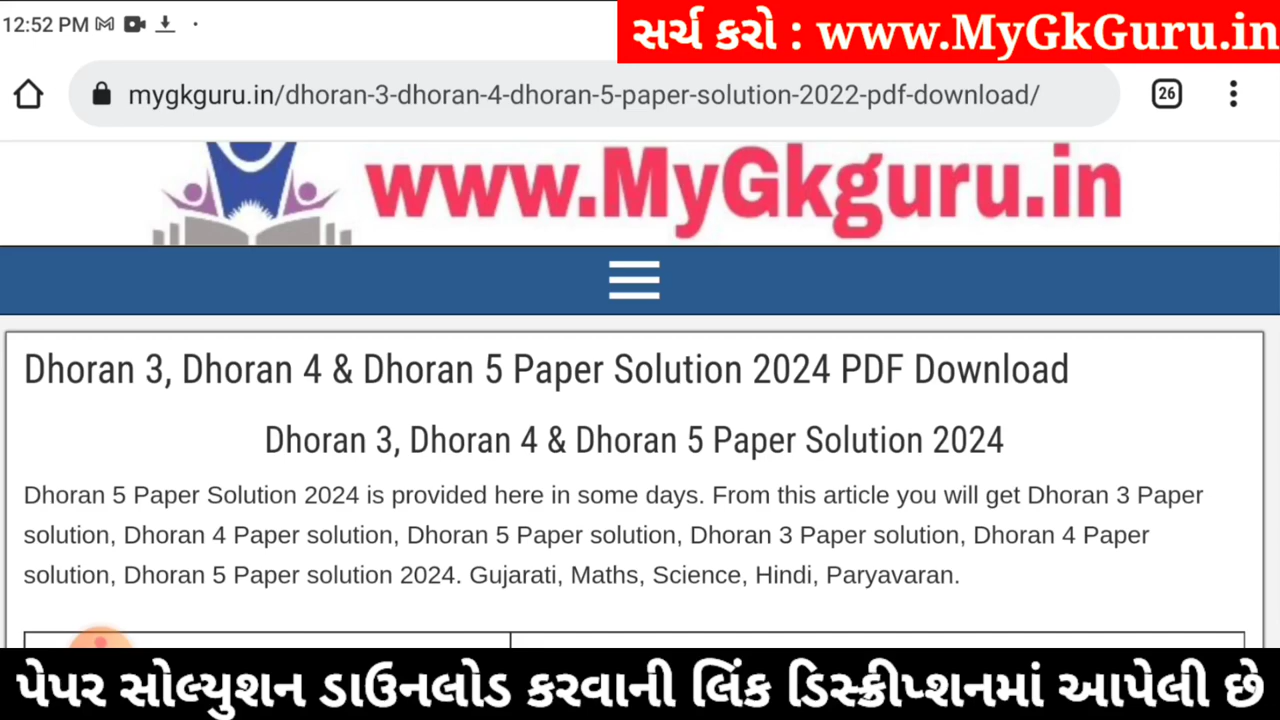 12:52 PM
સર્ચ કરો : www.MyGkGuru.in
mygkguru.in/dhoran-3-dhoran-4-dhoran-5-paper-solution-2022-pdf-download/
26
www.MyGkguru.in
Dhoran 3, Dhoran 4 & Dhoran 5 Paper Solution 2024 PDF Download
Dhoran 3, Dhoran 4 & Dhoran 5 Paper Solution 2024
Dhoran 5 Paper Solution 2024 is provided here in some days. From this article you will get Dhoran 3 Paper
solution, Dhoran 4 Paper solution, Dhoran 5 Paper solution, Dhoran 3 Paper solution, Dhoran 4 Paper
solution, Dhoran 5 Paper solution 2024. Gujarati, Maths, Science, Hindi, Paryavaran.
પેપર સોલ્યુશન ડાઉનલોડ કરવાની લિંક ડિસ્ક્રીપ્શનમાં આપેલી છે